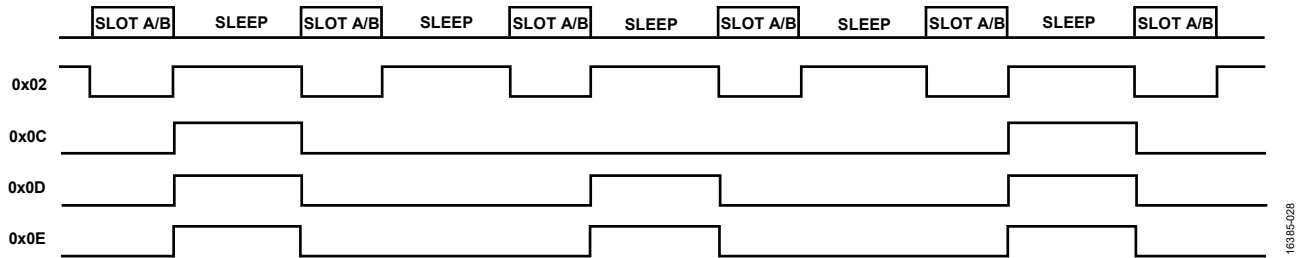 SLOT A/B SLEEP SLOT A/B SLEEP SLOT A/B SLEEP SLOT A/B SLEEP SLOT A/B SLEEP SLOT A/B
0x02
0x0C
0x0D
0x0E
16385-028